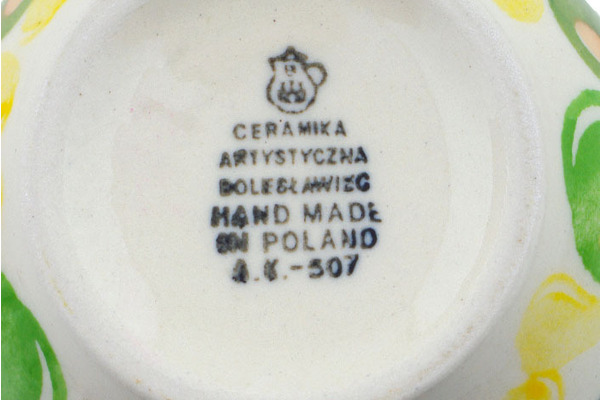 CERAMIKA
ARTYSTYCZNA
BOLESŁAWIEC
HAND MADE
IN POLAND
A.K.-507